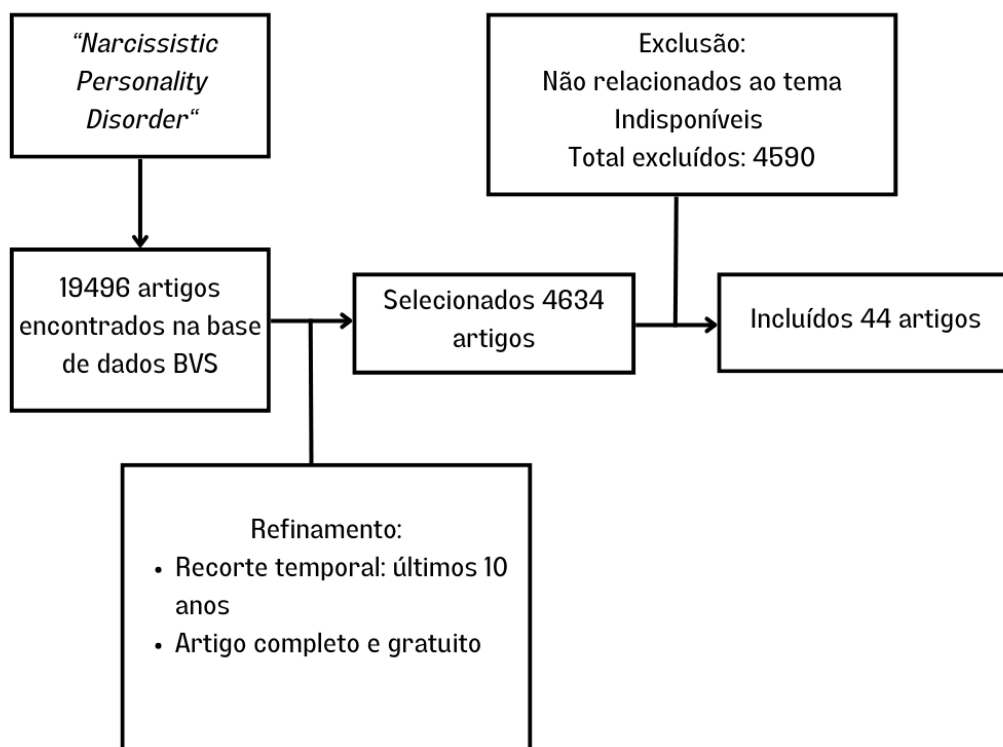 “Narcissistic
Personality
Disorder“
Exclusão:
Não relacionados ao tema
Indisponíveis
Total excluídos: 4590
19496 artigos
encontrados na base
de dados BVS
Selecionados 4634
artigos
Incluídos 44 artigos
Refinamento:
• Recorte temporal: últimos 10
anos
• Artigo completo e gratuito